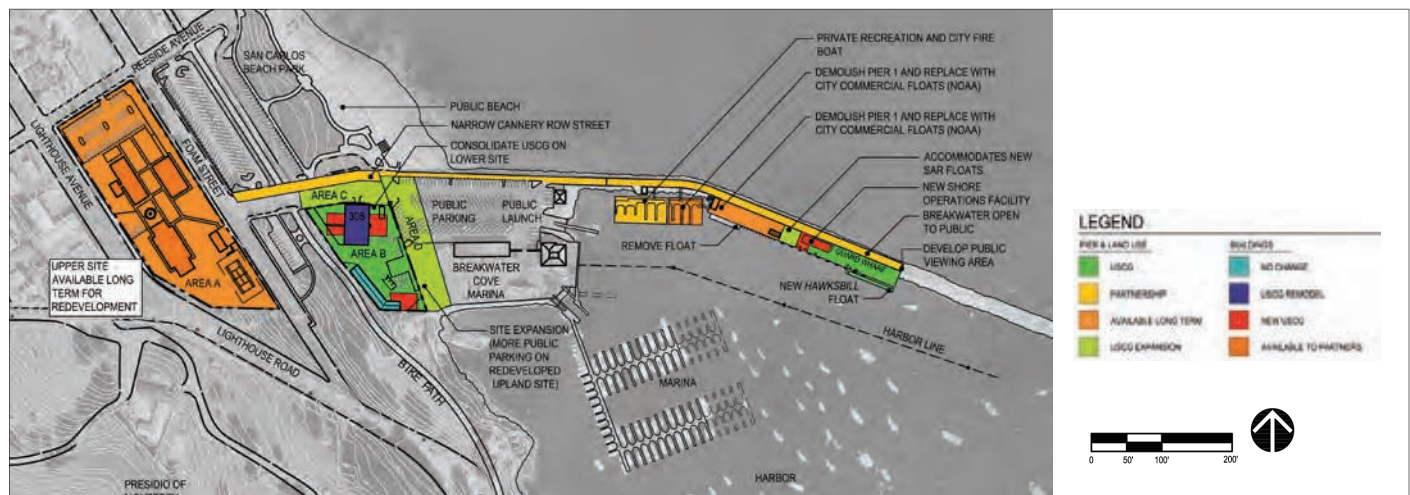 REESIDE AVENUE
SAN CARLOS
BEACH PARK
LIGHTHOUSE AVENUE
FOAM STREET
PUBLIC BEACH
NARROW CANNERY ROW STREET
CONSOLIDATE USCG ON
LOWER SITE
PRIVATE RECREATION AND CITY FIRE
BOAT
DEMOLISH PIER 1 AND REPLACE WITH
CITY COMMERCIAL FLOATS (NOAA)
DEMOLISH PIER 1 AND REPLACE WITH
CITY COMMERCIAL FLOATS (NOAA)
ACCOMMODATES NEW
SAR FLOATS
NEW SHORE
OPERATIONS FACILITY
BREAKWATER OPEN
TO PUBLIC
DEVELOP PUBLIC
VIEWING AREA
AREA C
308
AREA B
AREA D
PUBLIC
PARKING
PUBLIC
LAUNCH
BREAKWATER
COVE
MARINA
REMOVE FLOAT
GUARD WHARF
NEW HAWKSBILL
FLOAT
HARBOR LINE
AREA A
UPPER SITE
AVAILABLE LONG
TERM FOR
REDEVELOPMENT
LIGHTHOUSE ROAD
BIKE PATH
SITE EXPANSION
(MORE PUBLIC
PARKING ON
REDEVELOPED
UPLAND SITE)
MARINA
HARBOR
PRESIDIO OF
MONTEREY
LEGEND
PIER & LAND USE
USCG
PARTNERSHIP
AVAILABLE LONG TERM
USCG EXPANSION
BUILDINGS
NO CHANGE
USCG REMODEL
NEW USCG
AVAILABLE TO PARTNERS
0 50' 100' 200'